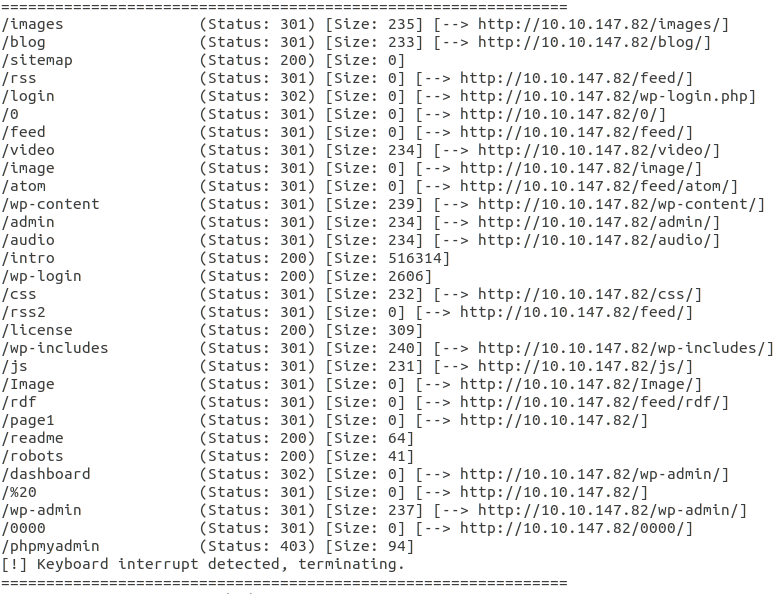 ===============================================================
/images               (Status: 301) [Size: 235] [--> http://10.10.147.82/images/]
/blog                 (Status: 301) [Size: 233] [--> http://10.10.147.82/blog/]
/sitemap              (Status: 200) [Size: 0]
/rss                  (Status: 301) [Size: 0] [--> http://10.10.147.82/feed/]
/login                (Status: 302) [Size: 0] [--> http://10.10.147.82/wp-login.php]
/0                    (Status: 301) [Size: 0] [--> http://10.10.147.82/0/]
/feed                 (Status: 301) [Size: 0] [--> http://10.10.147.82/feed/]
/video                (Status: 301) [Size: 234] [--> http://10.10.147.82/video/]
/image                (Status: 301) [Size: 0] [--> http://10.10.147.82/image/]
/atom                 (Status: 301) [Size: 0] [--> http://10.10.147.82/feed/atom/]
/wp-content           (Status: 301) [Size: 239] [--> http://10.10.147.82/wp-content/]
/admin                (Status: 301) [Size: 234] [--> http://10.10.147.82/admin/]
/audio                (Status: 301) [Size: 234] [--> http://10.10.147.82/audio/]
/intro                (Status: 200) [Size: 516314]
/wp-login             (Status: 200) [Size: 2606]
/css                  (Status: 301) [Size: 232] [--> http://10.10.147.82/css/]
/rss2                 (Status: 301) [Size: 0] [--> http://10.10.147.82/feed/]
/license              (Status: 200) [Size: 309]
/wp-includes          (Status: 301) [Size: 240] [--> http://10.10.147.82/wp-includes/]
/js                   (Status: 301) [Size: 231] [--> http://10.10.147.82/js/]
/Image                (Status: 301) [Size: 0] [--> http://10.10.147.82/Image/]
/rdf                  (Status: 301) [Size: 0] [--> http://10.10.147.82/feed/rdf/]
/page1                (Status: 301) [Size: 0] [--> http://10.10.147.82/]
/readme               (Status: 200) [Size: 64]
/robots               (Status: 200) [Size: 41]
/dashboard            (Status: 302) [Size: 0] [--> http://10.10.147.82/wp-admin/]
/%20                  (Status: 301) [Size: 0] [--> http://10.10.147.82/]
/wp-admin             (Status: 301) [Size: 237] [--> http://10.10.147.82/wp-admin/]
/0000                 (Status: 301) [Size: 0] [--> http://10.10.147.82/0000/]
/phpmyadmin           (Status: 403) [Size: 94]
[!] Keyboard interrupt detected, terminating.
===============================================================